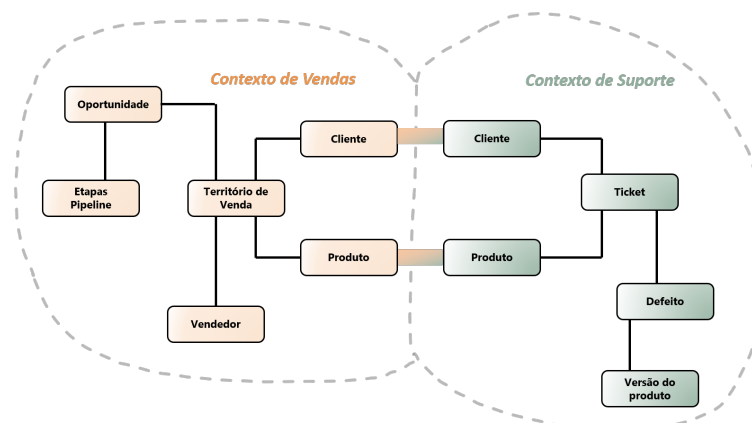 Contexto de Vendas
Contexto de Suporte
Oportunidade
Cliente
Cliente
Etapas
Pipeline
Território de
Venda
Ticket
Produto
Produto
Vendedor
Defeito
Versão do
produto